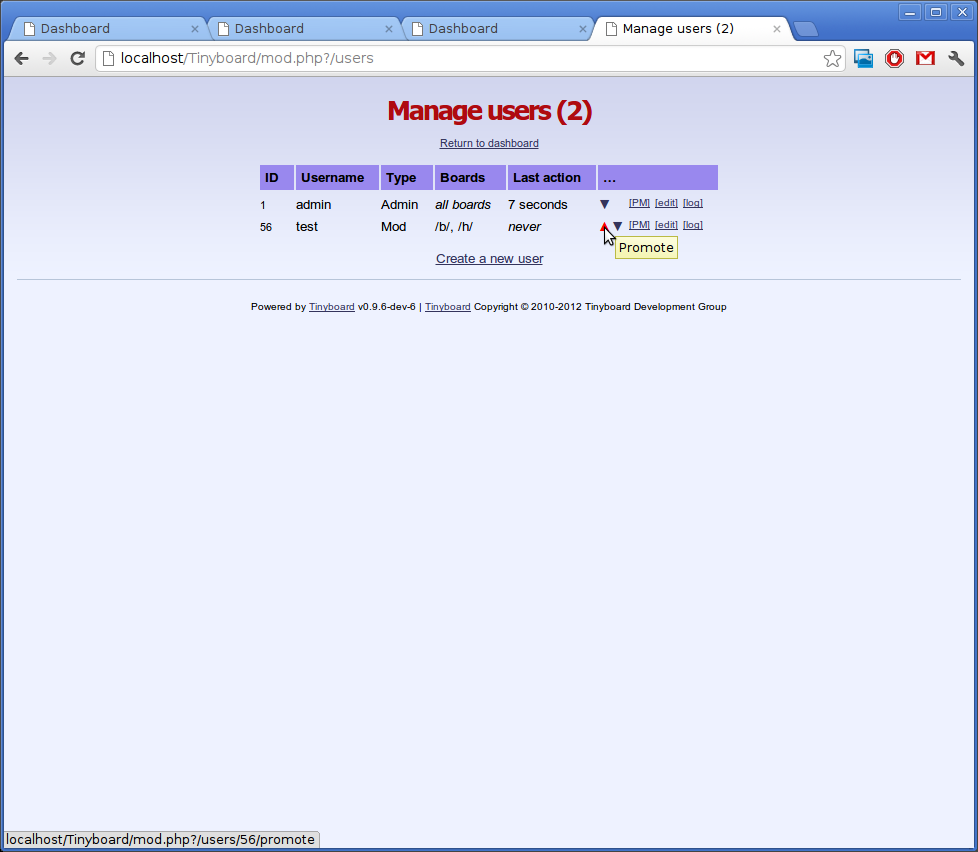 Dashboard Dashboard Dashboard Manage users (2)
localhost/Tinyboard/mod.php?/users
Manage users (2)
Return to dashboard
ID Username Type Boards Last action ...
1 admin Admin all boards 7 seconds ▼ [PM] [edit] [log]
56 test Mod /b/, /h/ never ▲ ▼ [PM] [edit] [log]
Promote
Create a new user
Powered by Tinyboard v0.9.6-dev-6 | Tinyboard Copyright © 2010-2012 Tinyboard Development Group
localhost/Tinyboard/mod.php?/users/56/promote